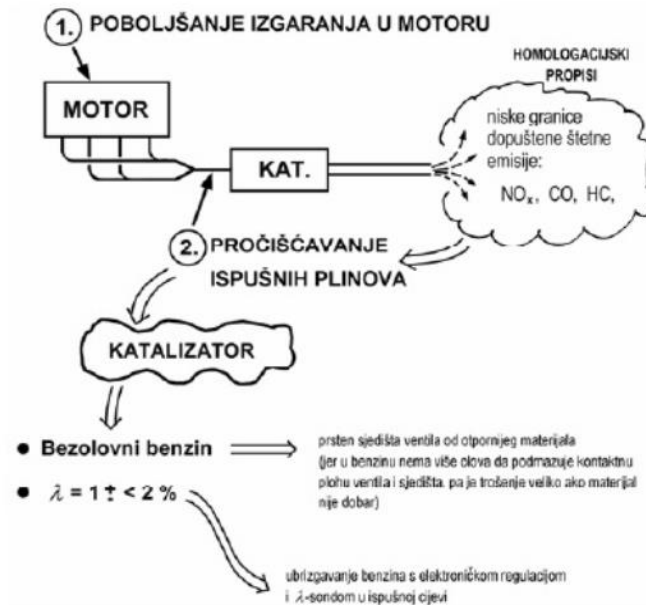 1. POBOLJŠANJE IZGARANJA U MOTORU
HOMOLOGACIJSKI
PROPISI
MOTOR
KAT.
niske granice
dopuštene štetne
emisije:
NOₓ, CO, HC,
2. PROČIŠĆAVANJE
ISPUŠNIH PLINOVA
KATALIZATOR
● Bezolovni benzin
prsten sjedišta ventila od otpornijeg materijala
(jer u benzinu nema više olova da podmazuje kontaktnu
plohu ventila i sjedišta. pa je trošenje veliko ako materijal
nije dobar)
● λ = 1 ± < 2 %
ubrizgavanje benzina s elektroničkom regulacijom
i λ-sondom u ispušnoj cijevi